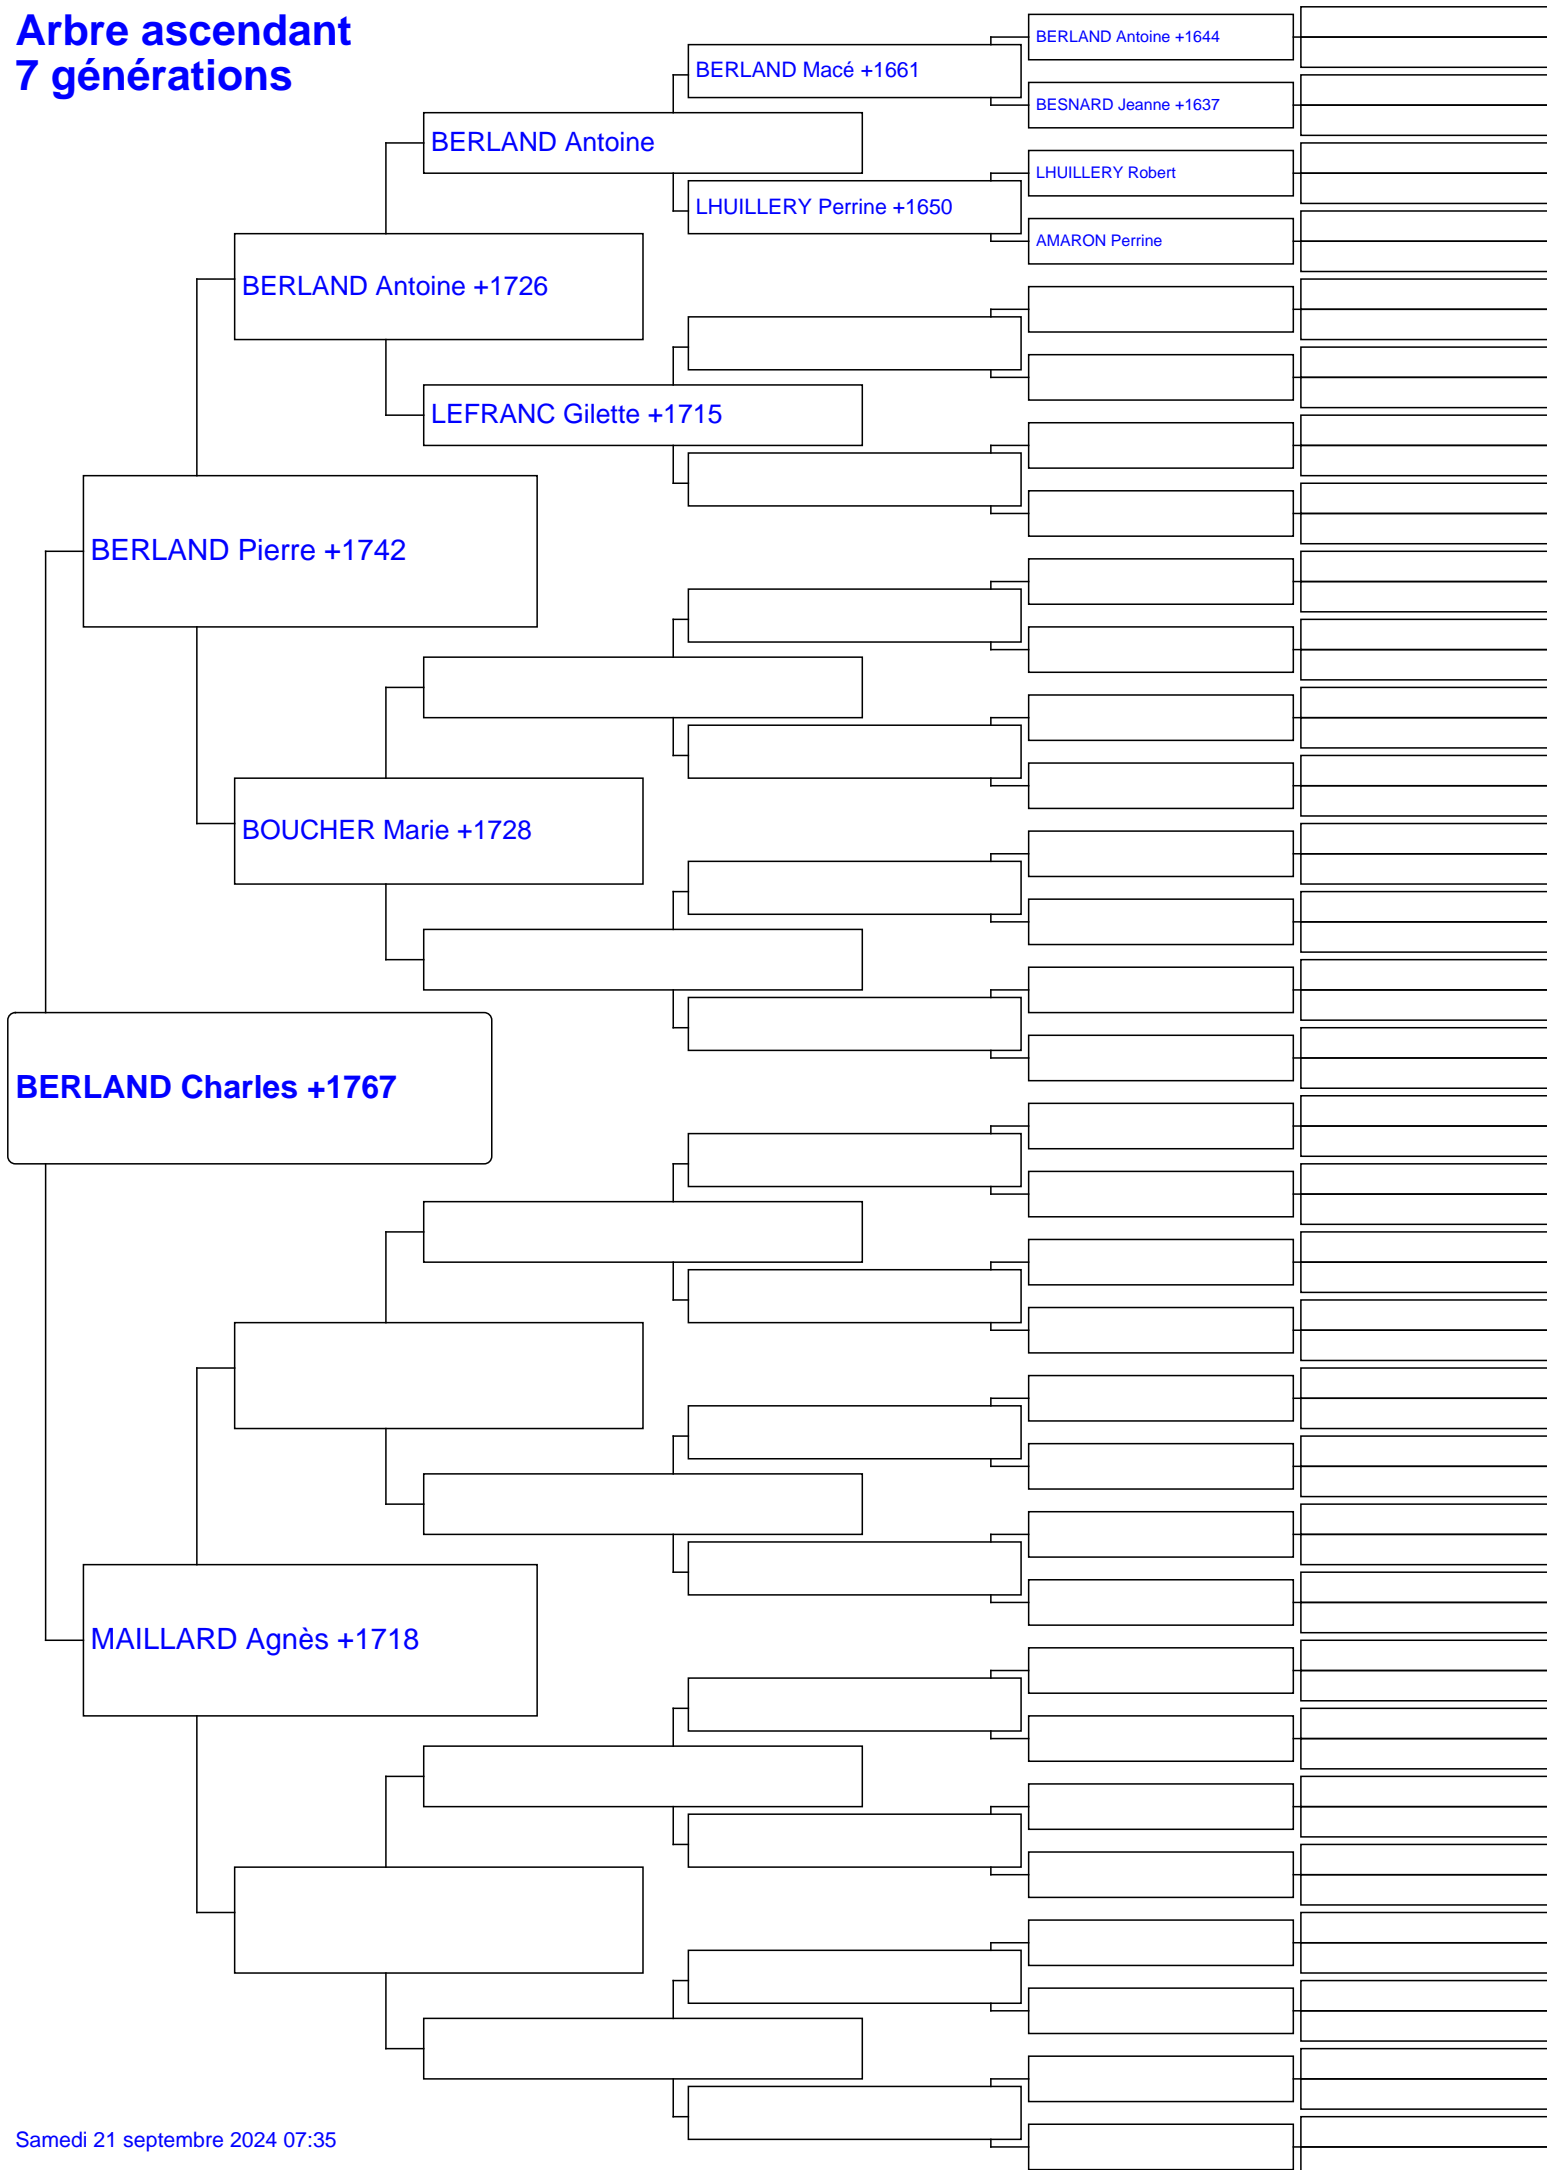 Arbre ascendant
7 générations
BERLAND Antoine +1644
BERLAND Macé +1661
BESNARD Jeanne +1637
BERLAND Antoine
LHUILLERY Robert
LHUILLERY Perrine +1650
AMARON Perrine
BERLAND Antoine +1726
LEFRANC Gilette +1715
BERLAND Pierre +1742
BOUCHER Marie +1728
BERLAND Charles +1767
MAILLARD Agnès +1718
Samedi 21 septembre 2024 07:35